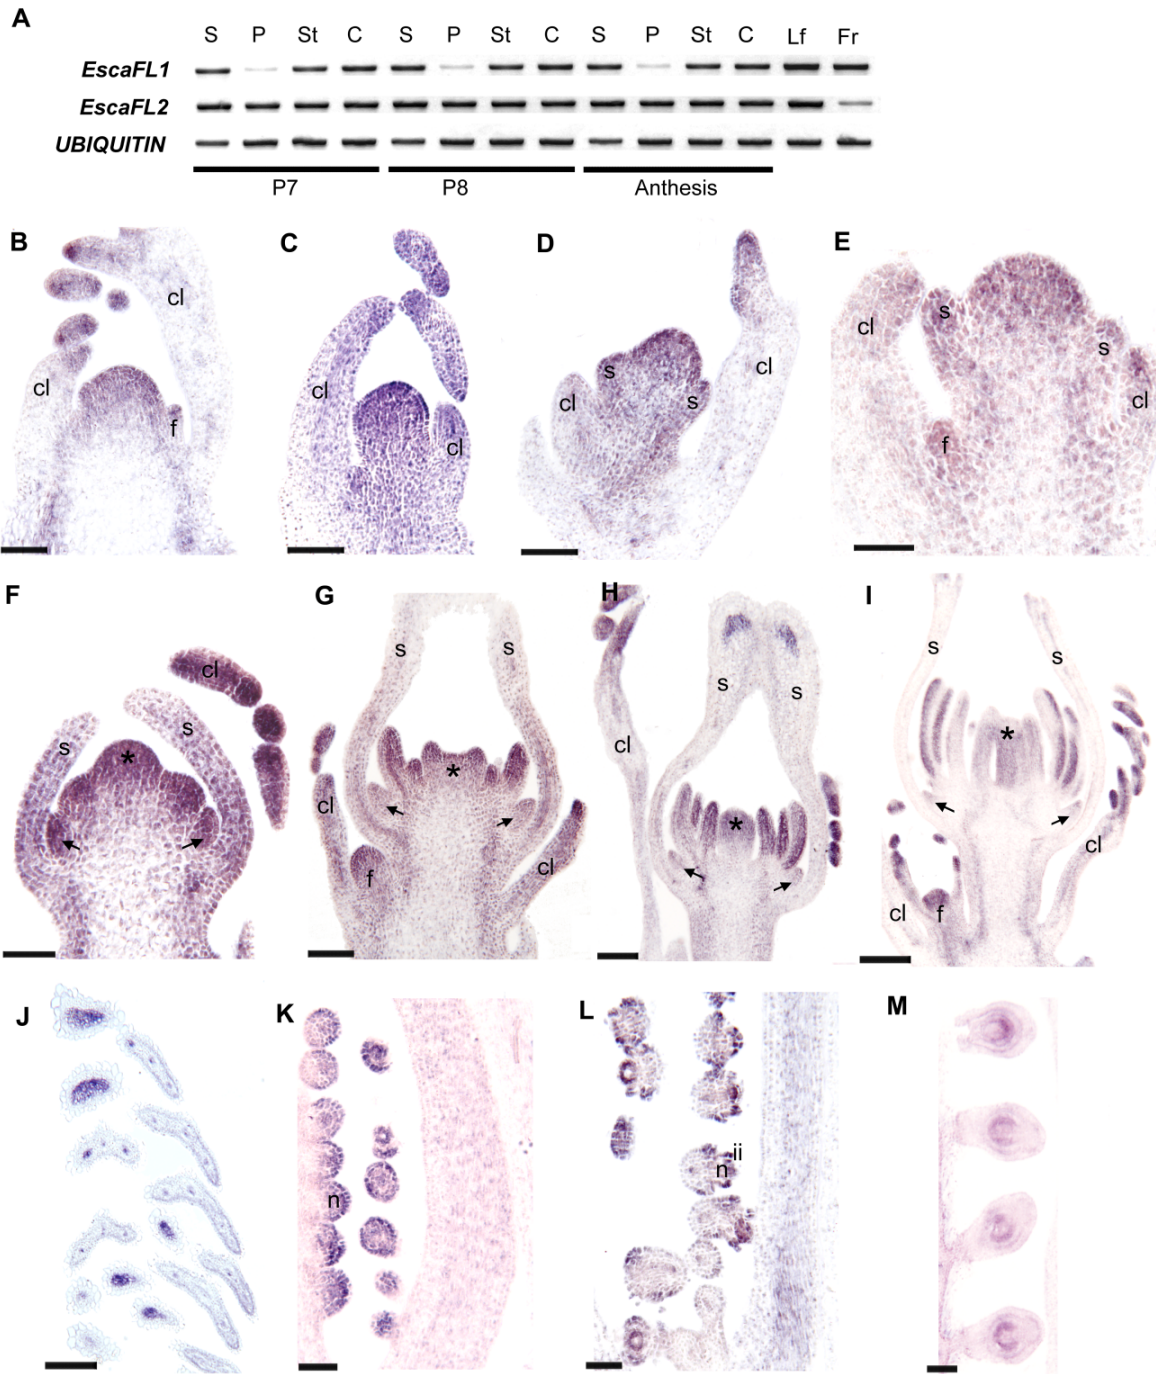 A
S P St C S P St C S P St C Lf Fr
EscaFL1
EscaFL2
UBIQUITIN
P7 P8 Anthesis
B C D E
cl cl f
cl cl
s s cl cl
cl s s cl f
F G H I
cl s s *
s s * cl cl f
s s cl *
s s * cl cl f
J K L M
n
ii
n